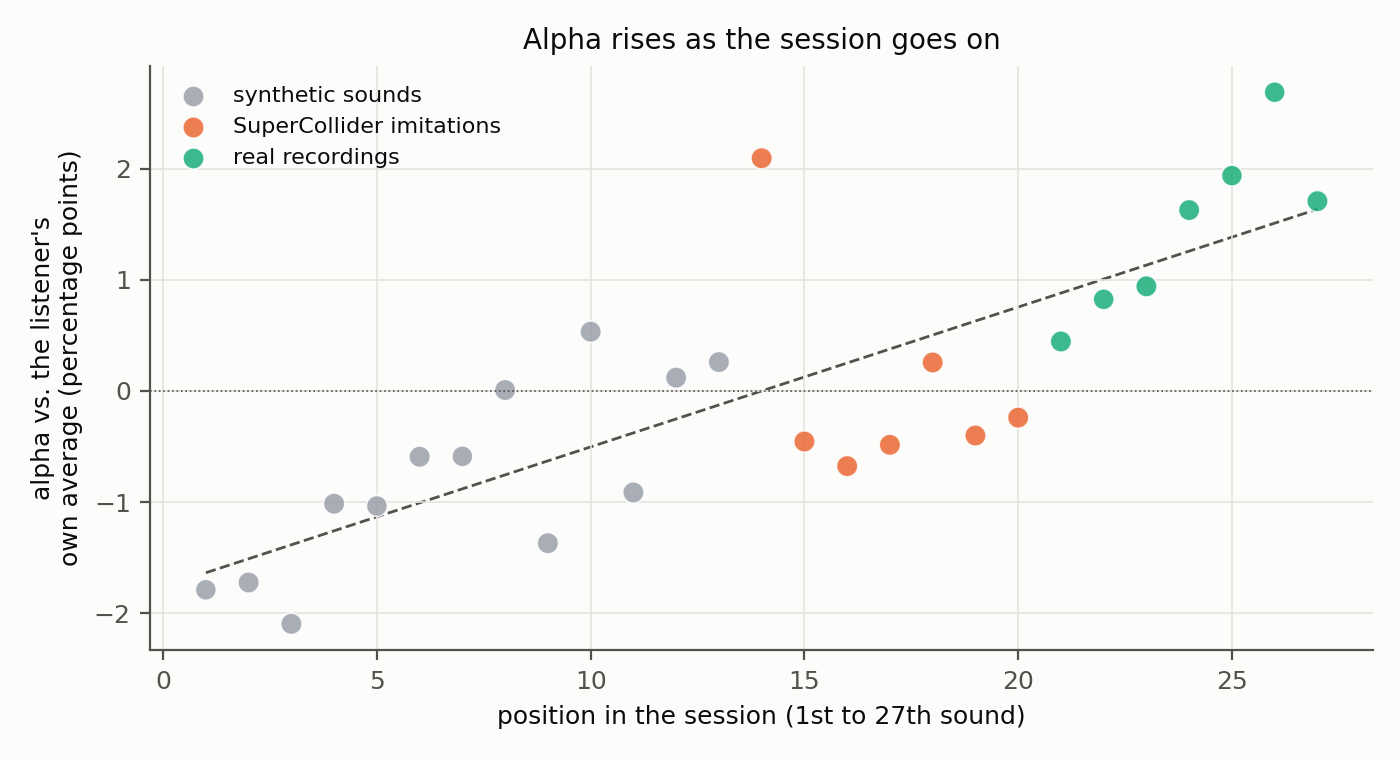 Alpha rises as the session goes on
synthetic sounds
SuperCollider imitations
real recordings
alpha vs. the listener's
own average (percentage points)
2
1
0
−1
−2
0 5 10 15 20 25
position in the session (1st to 27th sound)